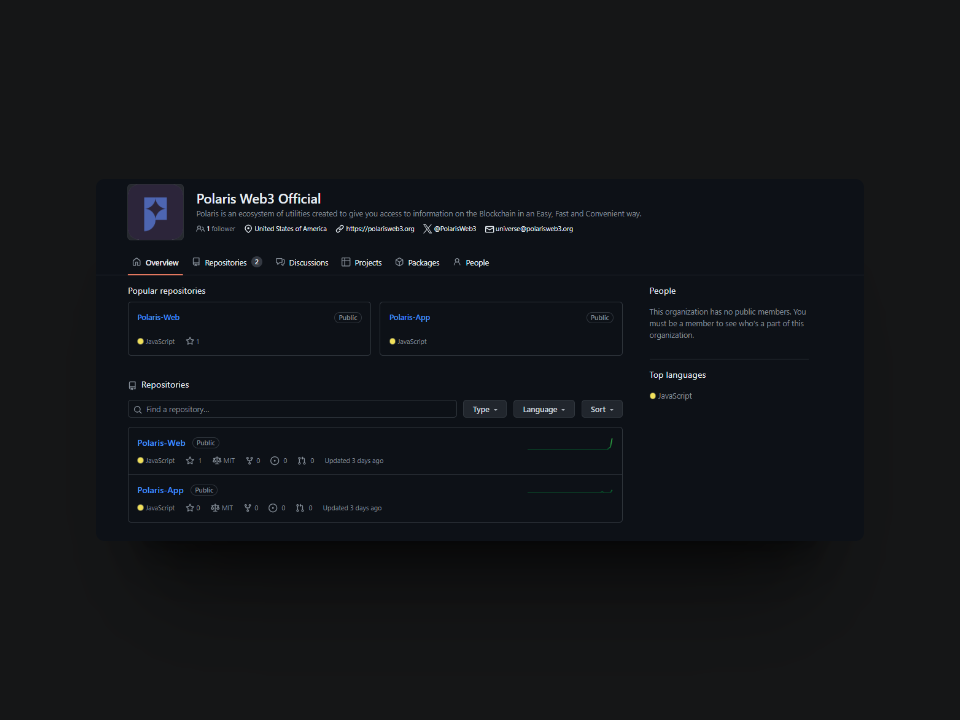 Polaris Web3 Official
Polaris is an ecosystem of utilities created to give you access to information on the Blockchain in an Easy, Fast and Convenient way.
1 follower United States of America https://polarisweb3.org @PolarisWeb3 universe@polarisweb3.org
Overview Repositories 2 Discussions Projects Packages People
Popular repositories
Polaris-Web Public
JavaScript 1
Polaris-App Public
JavaScript
Repositories
Find a repository...
Type Language Sort
Polaris-Web Public
JavaScript 1 MIT 0 0 0 Updated 3 days ago
Polaris-App Public
JavaScript 0 MIT 0 0 0 Updated 3 days ago
People
This organization has no public members. You
must be a member to see who's a part of this
organization.
Top languages
JavaScript